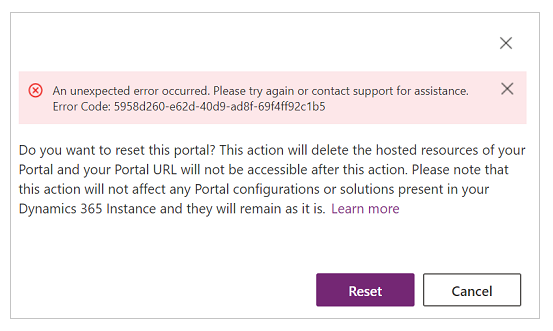 An unexpected error occurred. Please try again or contact support for assistance.
Error Code: 5958d260-e62d-40d9-ad8f-69f4ff92c1b5
Do you want to reset this portal? This action will delete the hosted resources of your
Portal and your Portal URL will not be accessible after this action. Please note that
this action will not affect any Portal configurations or solutions present in your
Dynamics 365 Instance and they will remain as it is. Learn more
Reset
Cancel